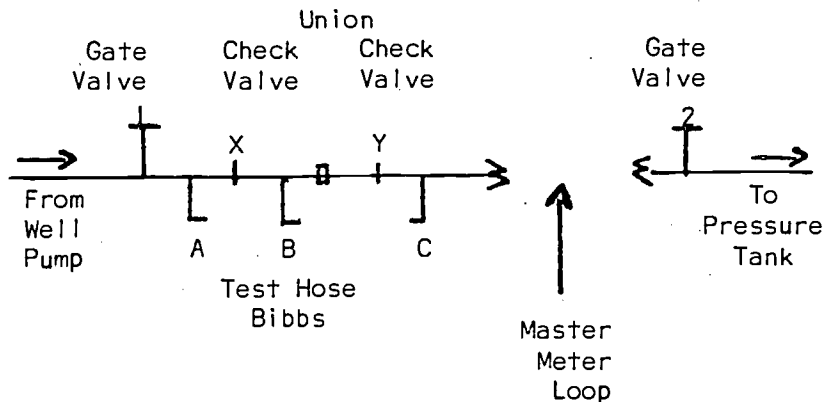 Union
Gate Check Check Gate
Valve Valve Valve Valve
1 X Y 2
From
Well
Pump
A B C
Test Hose
Bibbs
Master
Meter
Loop
To
Pressure
Tank